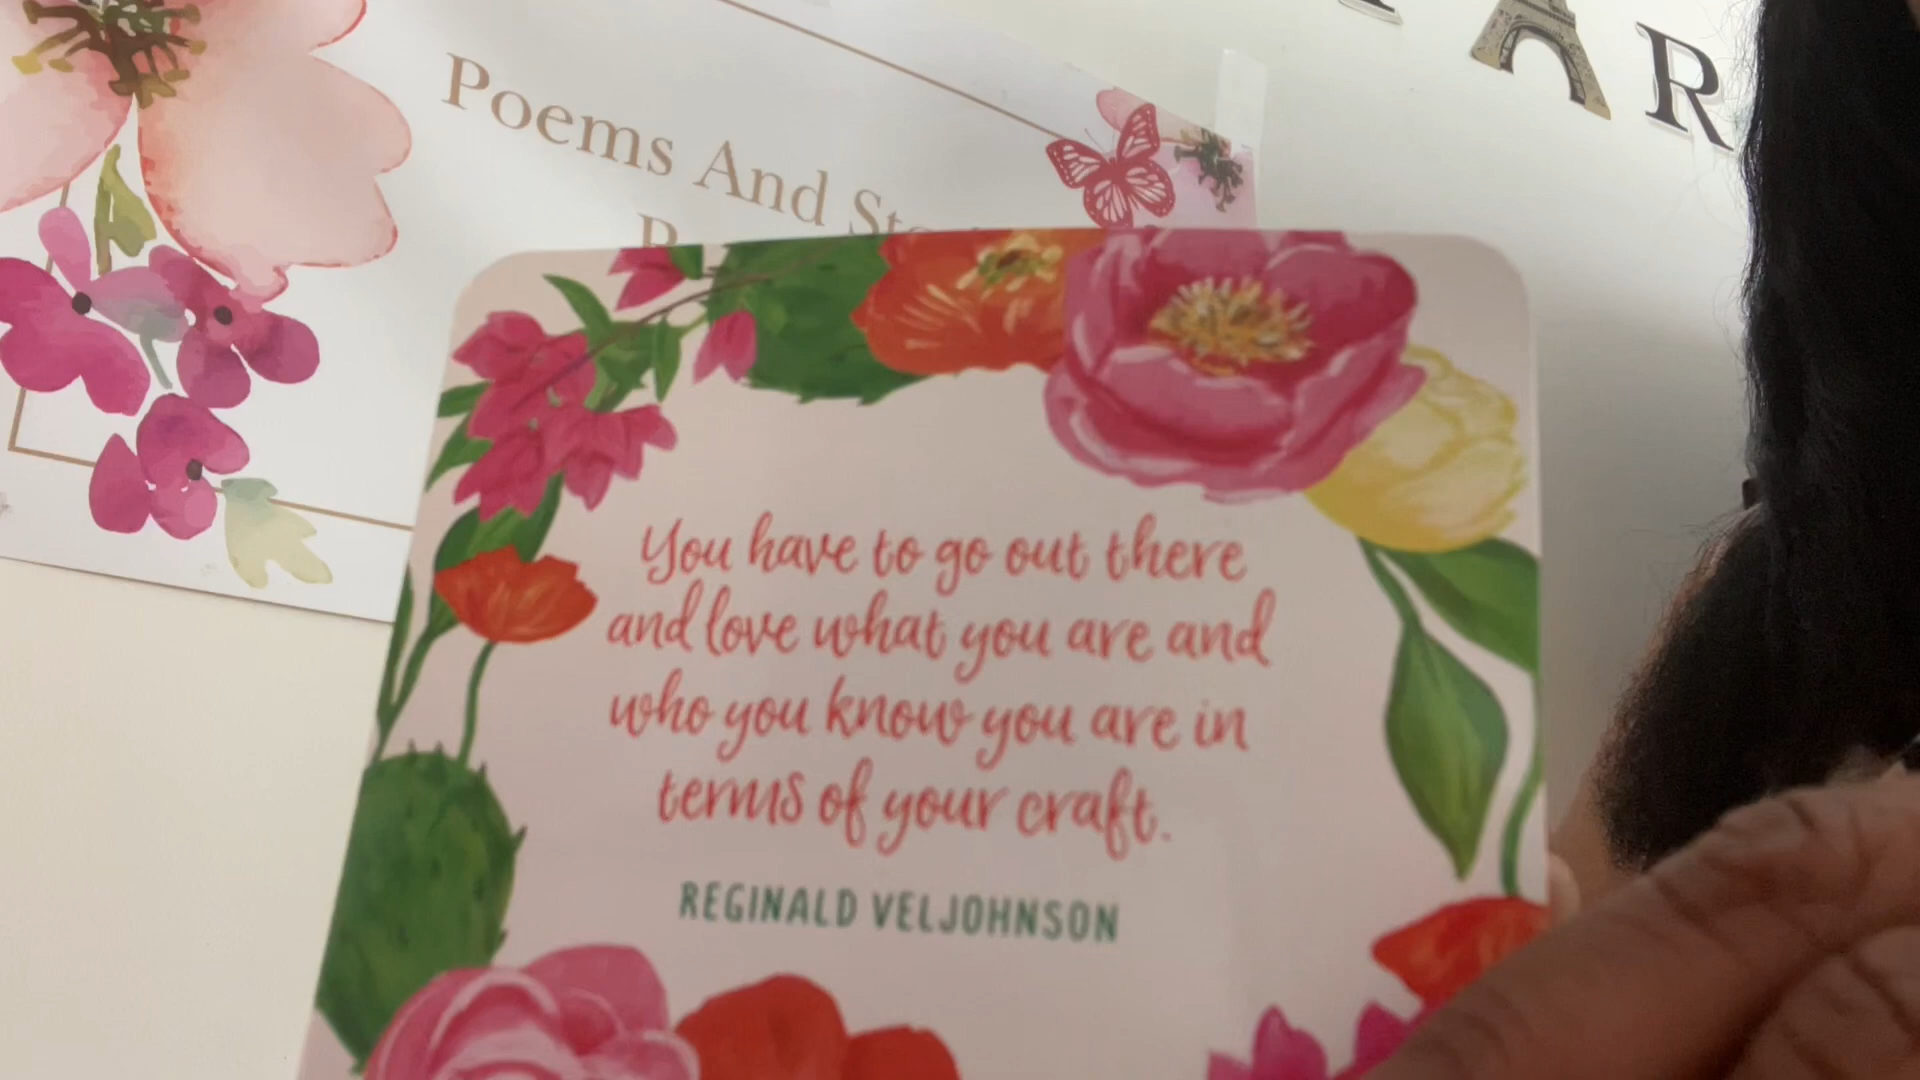 Poems And
You have to go out there
and love what you are and
who you know you are in
terms of your craft.
REGINALD VELJOHNSON